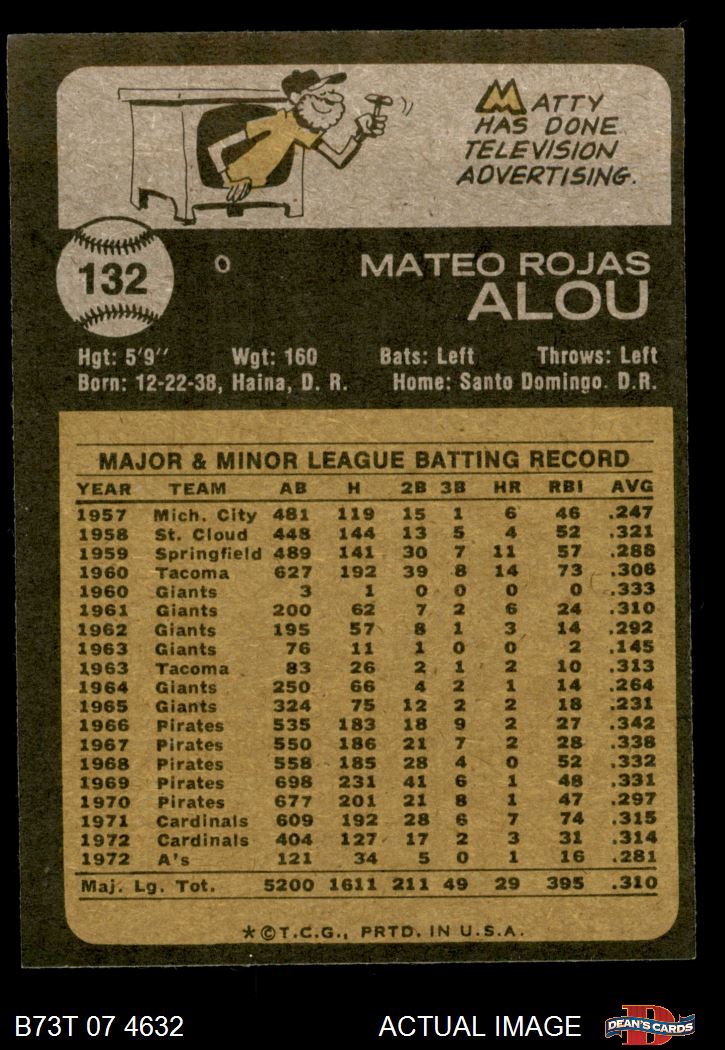 MATTY
HAS DONE
TELEVISION
ADVERTISING.
132
MATEO ROJAS
ALOU
Hgt: 5'9" Wgt: 160 Bats: Left Throws: Left
Born: 12-22-38, Haina, D. R. Home: Santo Domingo. D.R.
MAJOR & MINOR LEAGUE BATTING RECORD
YEAR TEAM AB H 2B 3B HR RBI AVG
1957 Mich. City 481 119 15 1 6 46 .247
1958 St. Cloud 448 144 13 5 4 52 .321
1959 Springfield 489 141 30 7 11 57 .288
1960 Tacoma 627 192 39 8 14 73 .306
1960 Giants 3 1 0 0 0 0 .333
1961 Giants 200 62 7 2 6 24 .310
1962 Giants 195 57 8 1 3 14 .292
1963 Giants 76 11 1 0 0 2 .145
1963 Tacoma 83 26 2 1 2 10 .313
1964 Giants 250 66 4 2 1 14 .264
1965 Giants 324 75 12 2 2 18 .231
1966 Pirates 535 183 18 9 2 27 .342
1967 Pirates 550 186 21 7 2 28 .338
1968 Pirates 558 185 28 4 0 52 .332
1969 Pirates 698 231 41 6 1 48 .331
1970 Pirates 677 201 21 8 1 47 .297
1971 Cardinals 609 192 28 6 7 74 .315
1972 Cardinals 404 127 17 2 3 31 .314
1972 A's 121 34 5 0 1 16 .281
Maj. Lg. Tot. 5200 1611 211 49 29 395 .310
*©T.C.G., PRTD. IN U.S.A.
B73T 07 4632 ACTUAL IMAGE DEAN'S CARDS